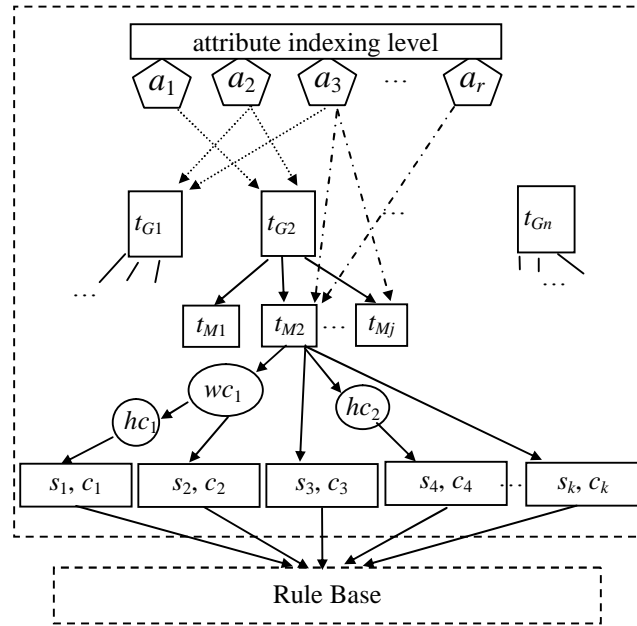 attribute indexing level
a1 a2 a3 ... ar
tG1 tG2 ... tGn
... ...
tM1 tM2 ... tMj
wc1
hc1 hc2
s1, c1 s2, c2 s3, c3 s4, c4 ... sk, ck
Rule Base